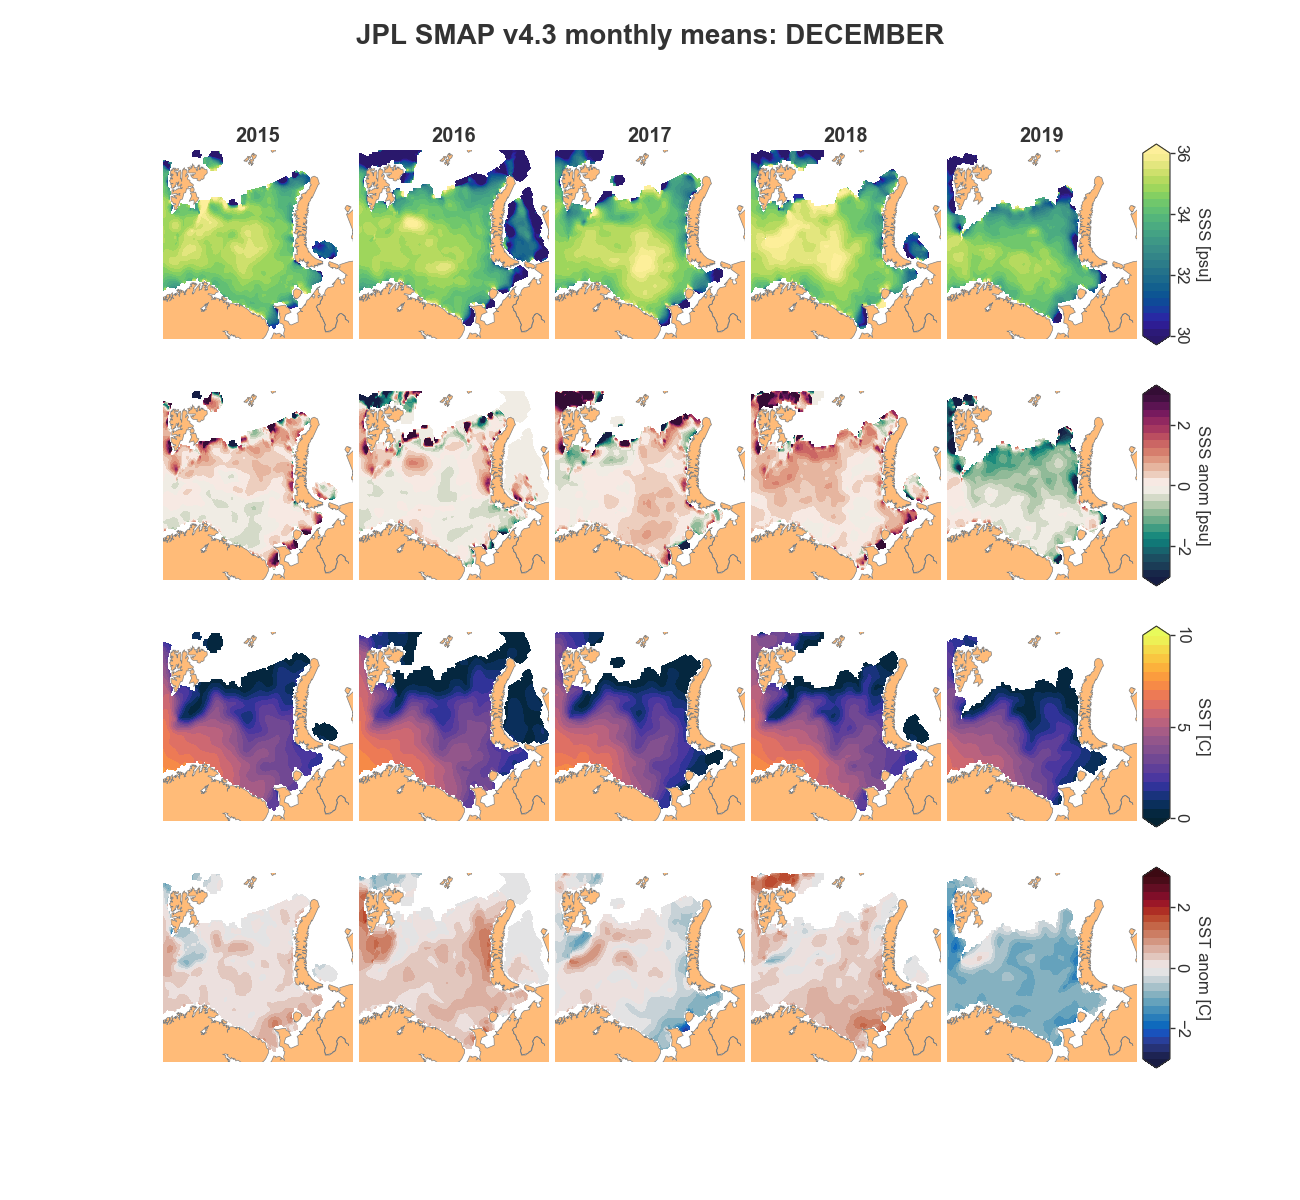 JPL SMAP v4.3 monthly means: DECEMBER
2015 2016 2017 2018 2019
36
34
32
30
SSS [psu]
2
0
−2
SSS anom [psu]
10
5
0
SST [C]
2
0
−2
SST anom [C]